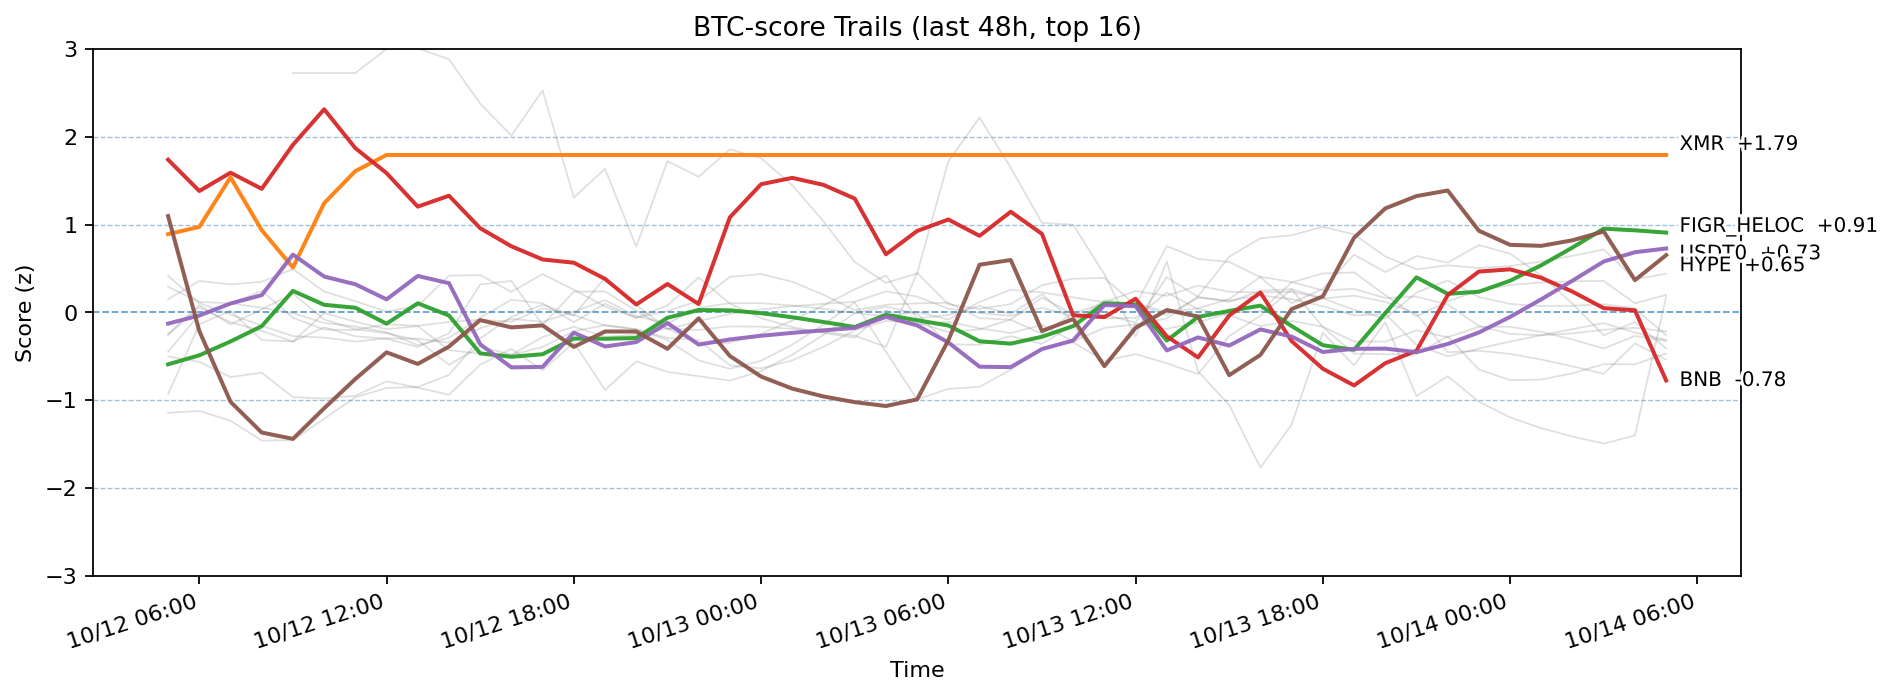 BTC-score Trails (last 48h, top 16)
Score (z)
3
2
1
0
−1
−2
−3
XMR +1.79
FIGR_HELOC +0.91
USDT0 +0.73
HYPE +0.65
BNB -0.78
10/12 06:00
10/12 12:00
10/12 18:00
10/13 00:00
10/13 06:00
10/13 12:00
10/13 18:00
10/14 00:00
10/14 06:00
Time